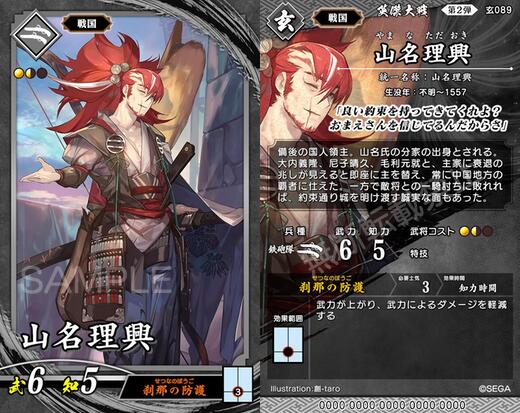 戦国
SAMPLE
山名理興
武6 知5
せつなのぼうご
刹那の防護
3
玄
戦国
英傑大戦
第2弾
玄089
やま な ただ おき
山名理興
統一名称：山名理興
生没年：不明～1557
「良い約束を持ってきてくれよ？
おまえさんを信じてるんだからさ」
備後の国人領主。山名氏の分家の出身とされる。
大内義隆、尼子晴久、毛利元就と、主家に衰退の
兆しが見えると即座に主を替え、常に中国地方の
覇者に仕えた。一方で敵将との一騎討ちに敗れれ
ば、約束通り城を明け渡す誠実な面もあった。
兵種 武力 知力 武将コスト
鉄砲隊 6 5 特技
せつなのぼうご 必要士気 効果時間
刹那の防護 3 知力時間
効果範囲
武力が上がり、武力によるダメージを軽減
する
Illustration:創-taro
©SEGA
0000 0000 0000 0000 0000